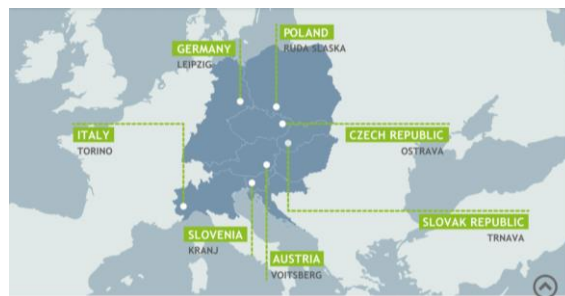 POLAND
RUDA SLASKA
GERMANY
LEIPZIG
ITALY
TORINO
CZECH REPUBLIC
OSTRAVA
SLOVAK REPUBLIC
TRNAVA
SLOVENIA
KRANJ
AUSTRIA
VOITSBERG